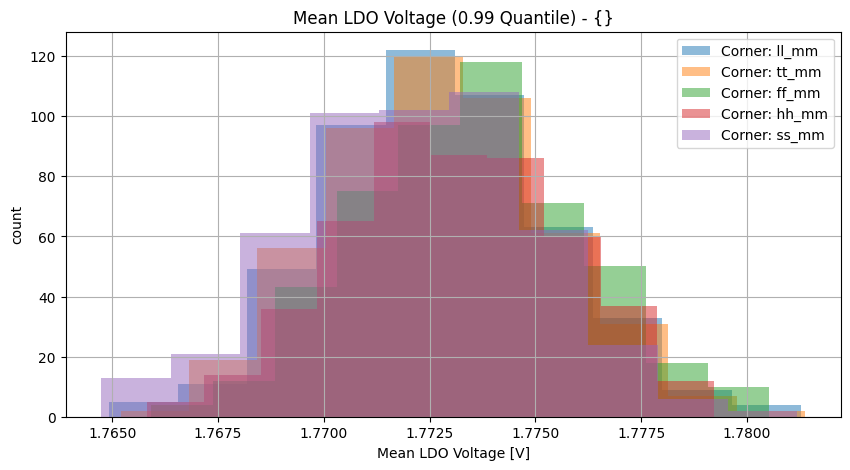 Mean LDO Voltage (0.99 Quantile) - {}
120
100
80
60
40
20
0
count
Corner: ll_mm
Corner: tt_mm
Corner: ff_mm
Corner: hh_mm
Corner: ss_mm
1.7650 1.7675 1.7700 1.7725 1.7750 1.7775 1.7800
Mean LDO Voltage [V]